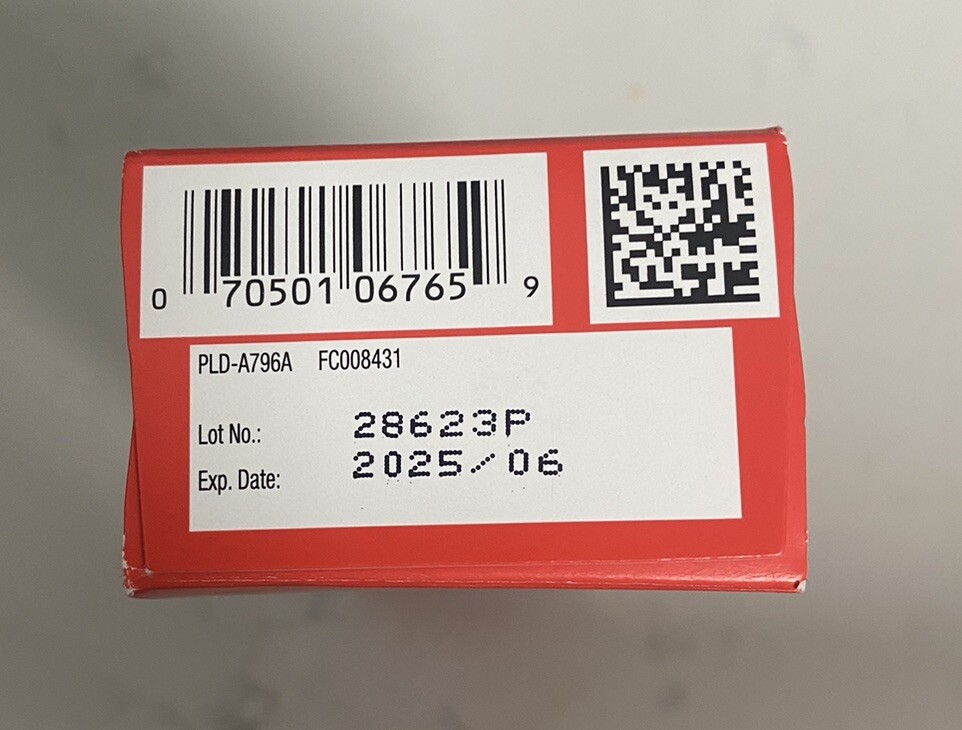 0 70501 06765 9
PLD-A796A FC008431
Lot No.: 28623P
Exp. Date: 2025/06